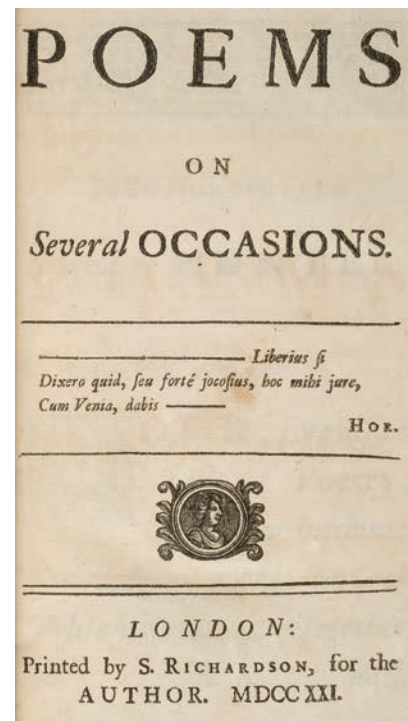 POEMS
ON
Several OCCASIONS.
——— Liberius ſi
Dixero quid, ſeu forté jocoſius, hoc mihi jure,
Cum Venia, dabis ———
HOR.
LONDON:
Printed by S. RICHARDSON, for the
AUTHOR. MDCCXXI.